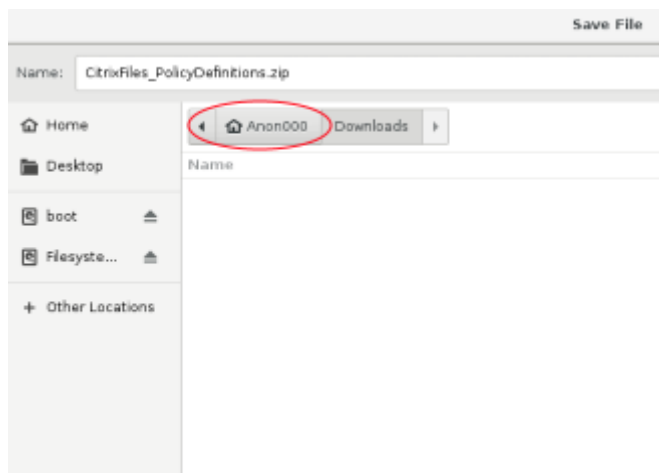 Save File
Name: CitrixFiles_PolicyDefinitions.zip
Home
Anon000 Downloads
Desktop
Name
boot
Filesyste...
+ Other Locations